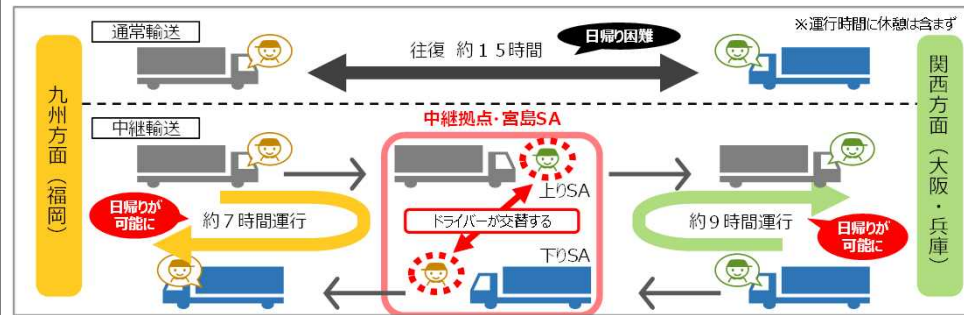 ※運行時間に休憩は含まず
通常輸送
日帰り困難
往復 約15時間
九州方面（福岡）
関西方面（大阪・兵庫）
中継輸送
中継拠点・宮島SA
上りSA
日帰りが
可能に
約7時間運行
ドライバーが交替する
約9時間運行
日帰りが
可能に
下りSA